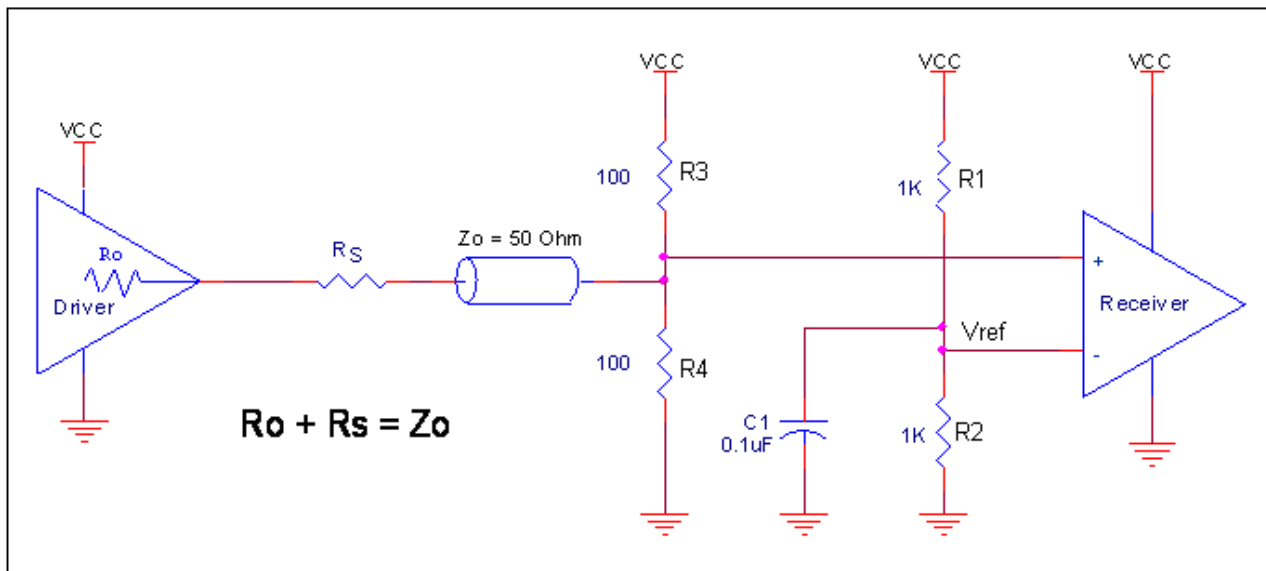 VCC
VCC
VCC
VCC
100
R3
1K
R1
Ro
Driver
RS
Zo = 50 Ohm
+
Receiver
Vref
-
100
R4
Ro + Rs = Zo
C1
0.1uF
1K
R2